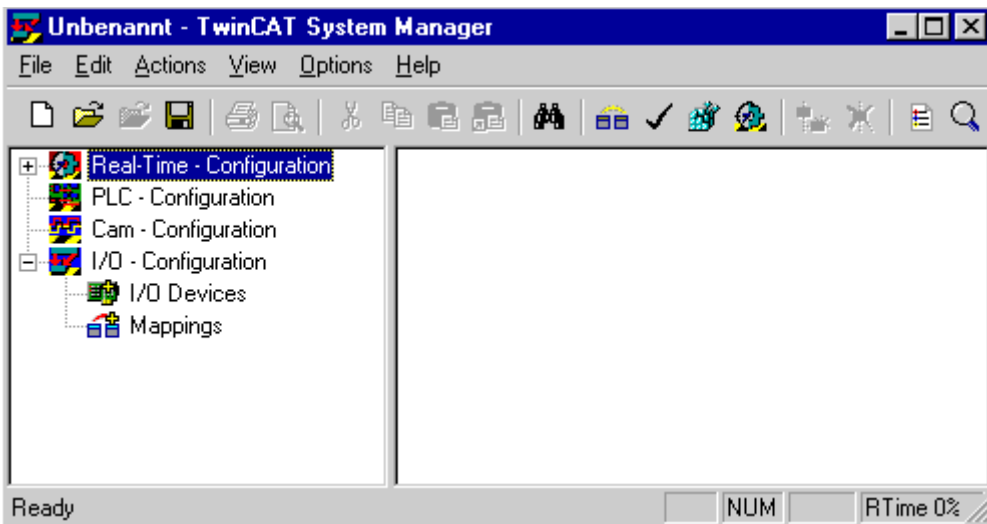 Unbenannt - TwinCAT System Manager
File Edit Actions View Options Help
Real-Time - Configuration
PLC - Configuration
Cam - Configuration
I/O - Configuration
I/O Devices
Mappings
Ready NUM RTime 0%